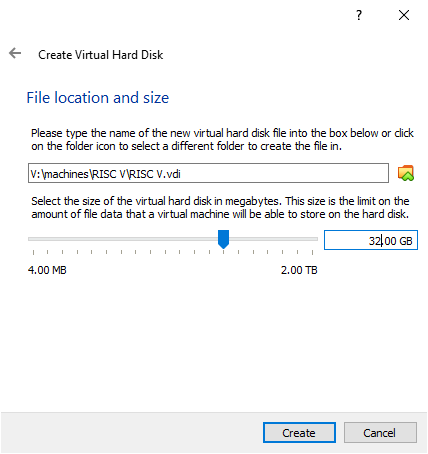 ?
Create Virtual Hard Disk
File location and size
Please type the name of the new virtual hard disk file into the box below or click
on the folder icon to select a different folder to create the file in.
V:\machines\RISC V\RISC V.vdi
Select the size of the virtual hard disk in megabytes. This size is the limit on the
amount of file data that a virtual machine will be able to store on the hard disk.
32.00 GB
4.00 MB 2.00 TB
Create Cancel